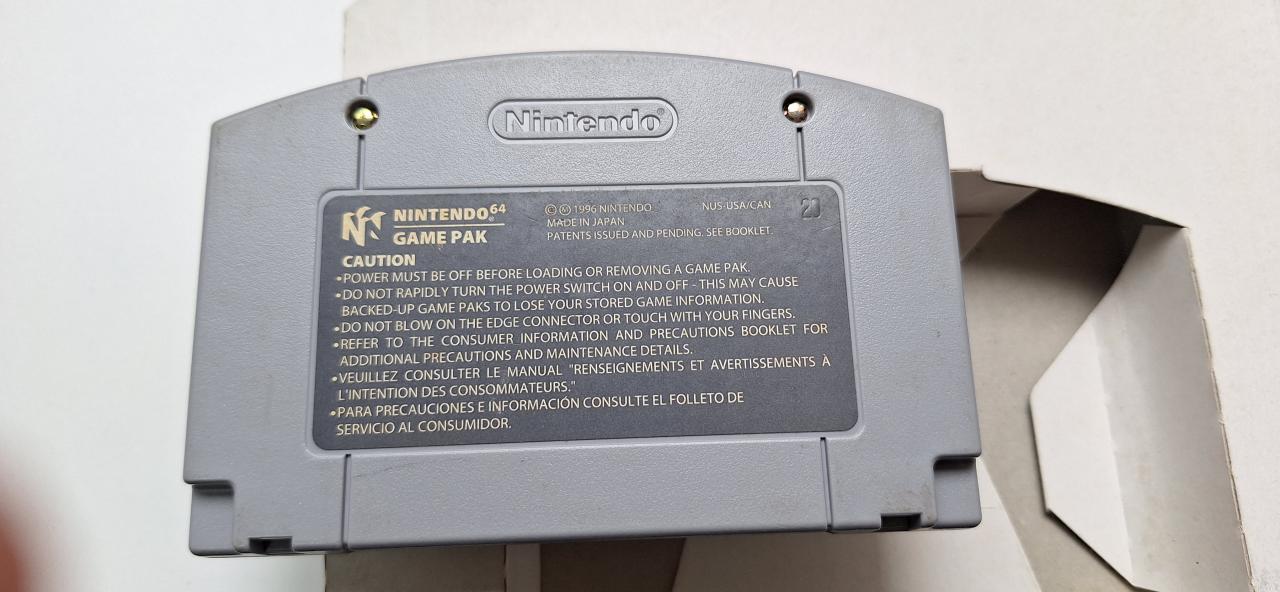 Nintendo®
NINTENDO⁶⁴®
GAME PAK
© Ⓜ 1996 NINTENDO NUS-USA/CAN
MADE IN JAPAN
PATENTS ISSUED AND PENDING. SEE BOOKLET.
CAUTION
•POWER MUST BE OFF BEFORE LOADING OR REMOVING A GAME PAK.
•DO NOT RAPIDLY TURN THE POWER SWITCH ON AND OFF - THIS MAY CAUSE
BACKED-UP GAME PAKS TO LOSE YOUR STORED GAME INFORMATION.
•DO NOT BLOW ON THE EDGE CONNECTOR OR TOUCH WITH YOUR FINGERS.
•REFER TO THE CONSUMER INFORMATION AND PRECAUTIONS BOOKLET FOR
ADDITIONAL PRECAUTIONS AND MAINTENANCE DETAILS.
•VEUILLEZ CONSULTER LE MANUAL "RENSEIGNEMENTS ET AVERTISSEMENTS À
L'INTENTION DES CONSOMMATEURS."
•PARA PRECAUCIONES E INFORMACIÓN CONSULTE EL FOLLETO DE
SERVICIO AL CONSUMIDOR.